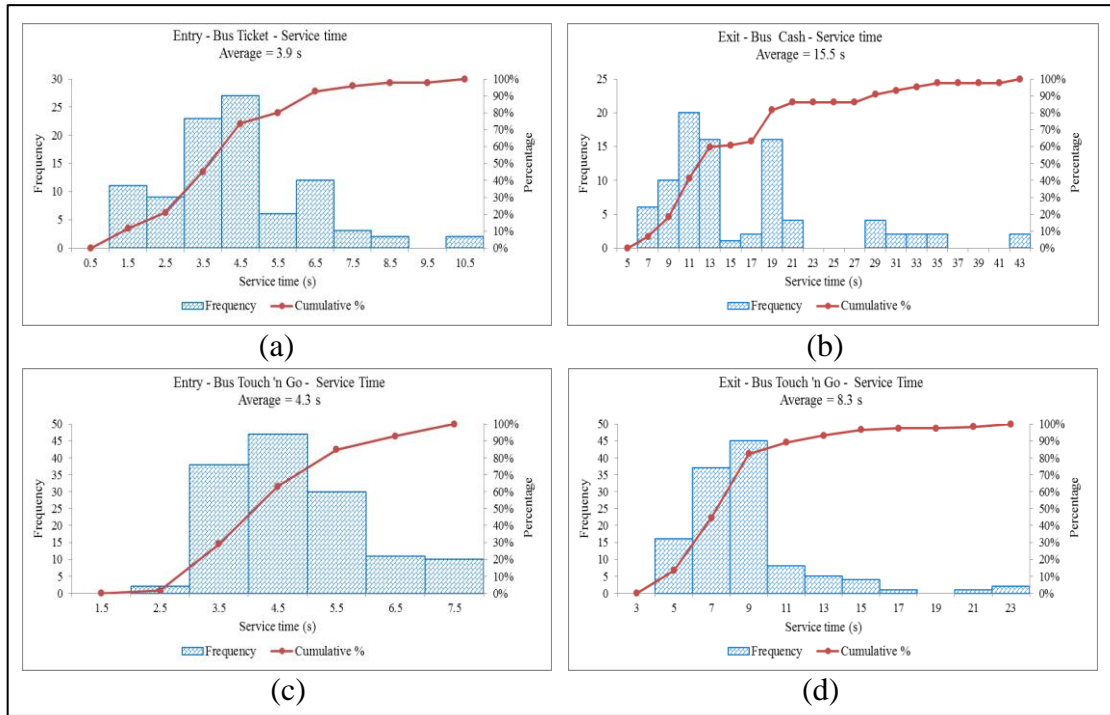 Entry - Bus Ticket - Service time
Average = 3.9 s
30
25
20
15
10
5
0
Frequency
100%
90%
80%
70%
60%
50%
40%
30%
20%
10%
0%
Percentage
0.5 1.5 2.5 3.5 4.5 5.5 6.5 7.5 8.5 9.5 10.5
Service time (s)
Frequency Cumulative %
(a)
Exit - Bus Cash - Service time
Average = 15.5 s
25
20
15
10
5
0
Frequency
100%
90%
80%
70%
60%
50%
40%
30%
20%
10%
0%
Percentage
5 7 9 11 13 15 17 19 21 23 25 27 29 31 33 35 37 39 41 43
Service time (s)
Frequency Cumulative %
(b)
Entry - Bus Touch 'n Go - Service Time
Average = 4.3 s
50
45
40
35
30
25
20
15
10
5
0
Frequency
100%
90%
80%
70%
60%
50%
40%
30%
20%
10%
0%
Percentage
1.5 2.5 3.5 4.5 5.5 6.5 7.5
Service time (s)
Frequency Cumulative %
(c)
Exit - Bus Touch 'n Go - Service Time
Average = 8.3 s
50
45
40
35
30
25
20
15
10
5
0
Frequency
100%
90%
80%
70%
60%
50%
40%
30%
20%
10%
0%
Percentage
3 5 7 9 11 13 15 17 19 21 23
Service time (s)
Frequency Cumulative %
(d)